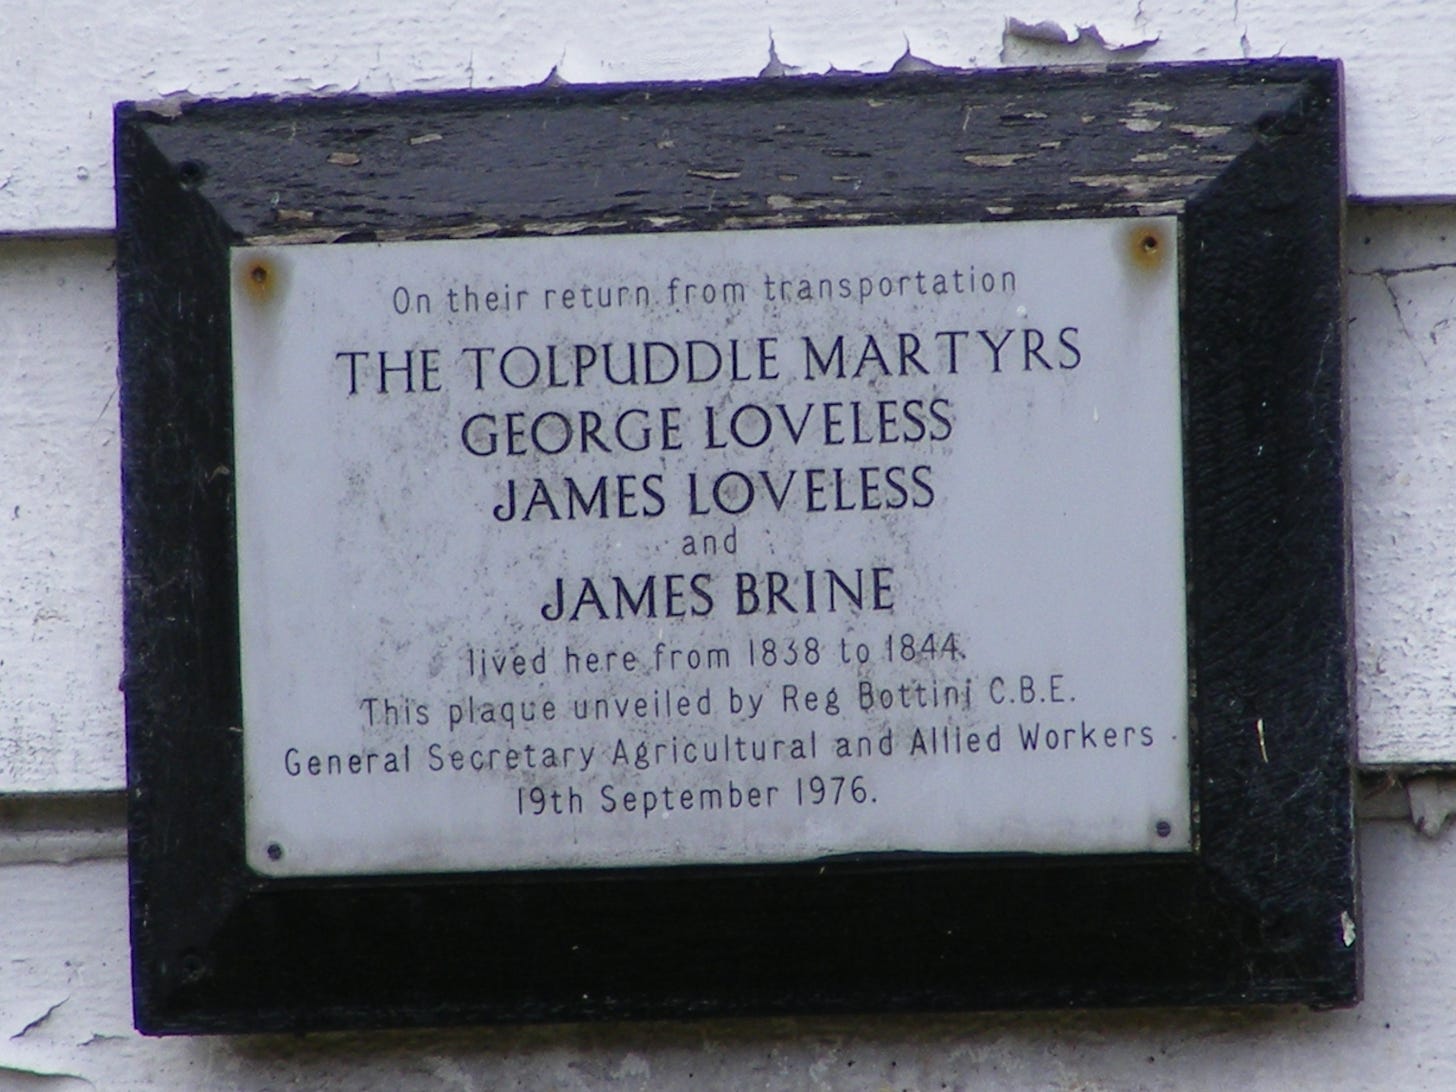 On their return from transportation
THE TOLPUDDLE MARTYRS
GEORGE LOVELESS
JAMES LOVELESS
and
JAMES BRINE
lived here from 1838 to 1844.
This plaque unveiled by Reg Bottini C.B.E.
General Secretary Agricultural and Allied Workers
19th September 1976.